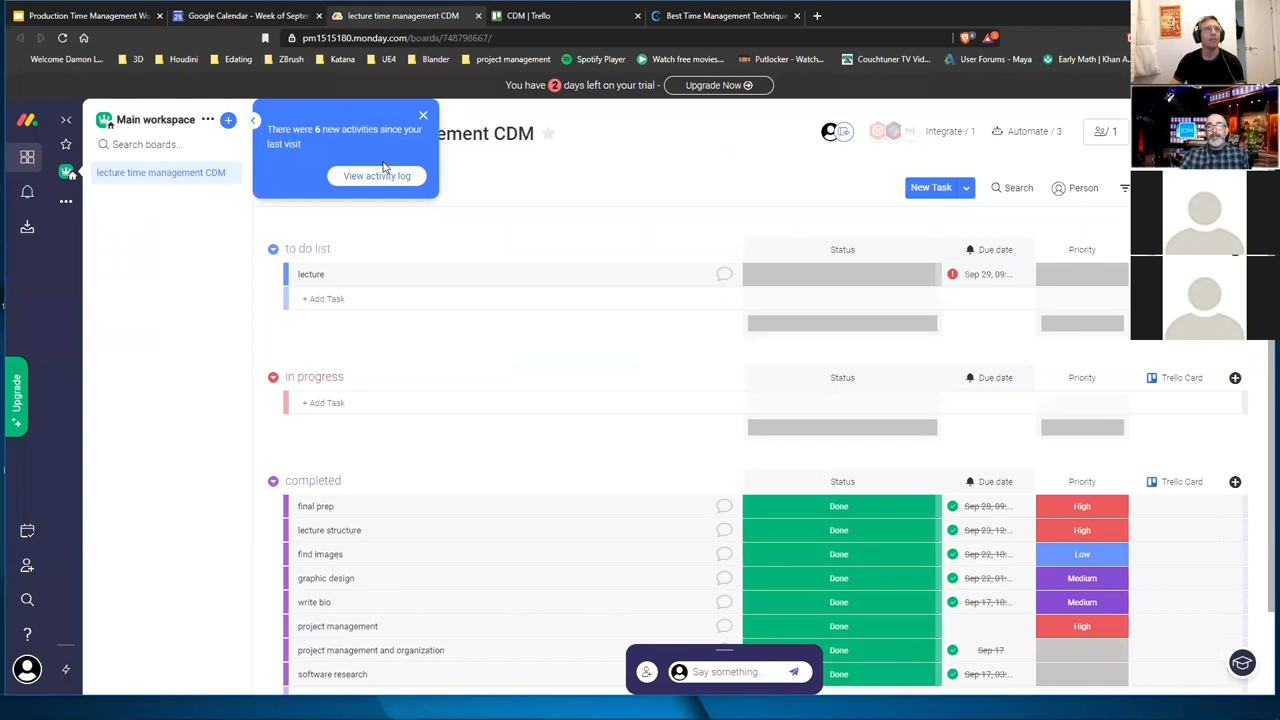 Production Time Management Wo
Google Calendar - Week of Septem
lecture time management CDM
CDM | Trello
Best Time Management Technique
pm1515180.monday.com/boards/748798667/
Welcome Damon L...
3D
Houdini
Edating
ZBrush
Katana
UE4
Blander
project management
Spotify Player
Watch free movies...
Putlocker - Watch...
Couchtuner TV Vid...
User Forums - Maya
Early Math | Khan A...
You have 2 days left on your trial -
Upgrade Now
Main workspace
Search boards...
lecture time management CDM
There were 6 new activities since your
last visit
View activity log
ement CDM
Integrate / 1
Automate / 3
/ 1
New Task
Search
Person
to do list
Status
Due date
Priority
lecture
Sep 29, 09:...
+ Add Task
in progress
Status
Due date
Priority
Trello Card
+ Add Task
completed
Status
Due date
Priority
Trello Card
final prep
Done
Sep 28, 09:...
High
lecture structure
Done
Sep 23, 12:...
High
find images
Done
Sep 22, 10:...
Low
graphic design
Done
Sep 22, 01:...
Medium
write bio
Done
Sep 17, 10:...
Medium
project management
Done
High
project management and organization
Done
Sep 17
software research
Done
Sep 17, 03:...
Say something...
Upgrade
ICDM